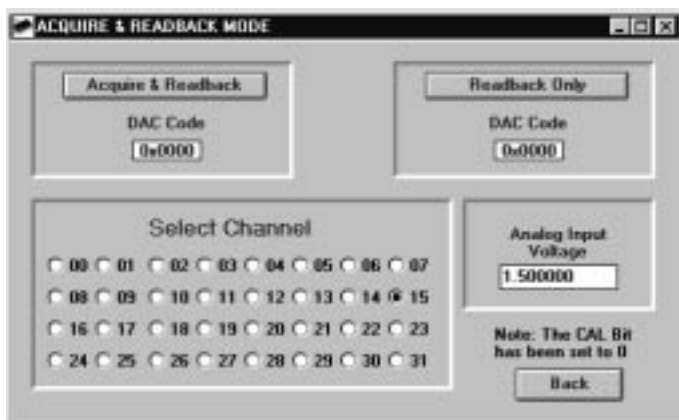 ACQUIRE & READBACK MODE
Acquire & Readback
DAC Code
0x0000
Readback Only
DAC Code
0x0000
Select Channel
00 01 02 03 04 05 06 07
08 09 10 11 12 13 14 15
16 17 18 19 20 21 22 23
24 25 26 27 28 29 30 31
Analog Input
Voltage
1.500000
Note: The CAL Bit
has been set to 0
Back